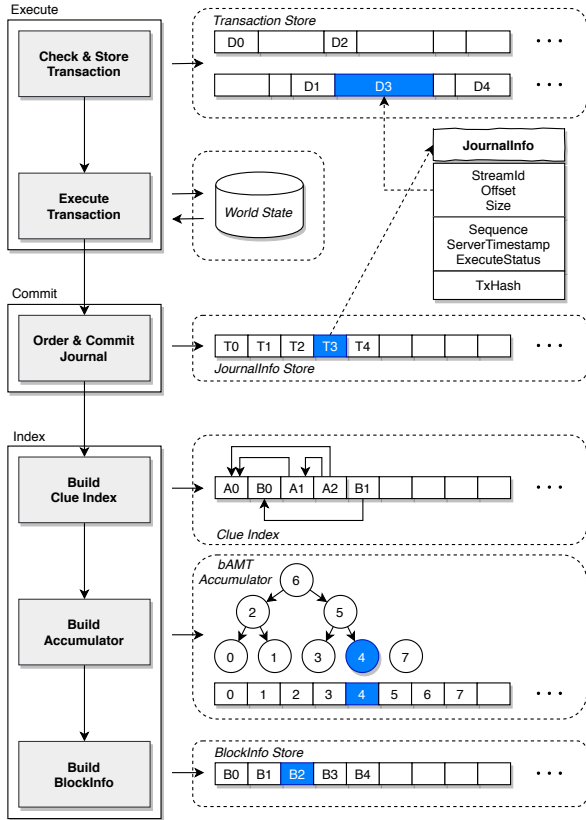 Execute
Check & Store
Transaction
Execute
Transaction
Transaction Store
D0
D2
D1
D3
D4
World State
JournalInfo
StreamId
Offset
Size
Sequence
ServerTimestamp
ExecuteStatus
TxHash
Commit
Order & Commit
Journal
T0 T1 T2 T3 T4
JournalInfo Store
Index
Build
Clue Index
A0 B0 A1 A2 B1
Clue Index
Build
Accumulator
bAMT
Accumulator
6
2 5
0 1 3 4 7
0 1 2 3 4 5 6 7
Build
BlockInfo
BlockInfo Store
B0 B1 B2 B3 B4